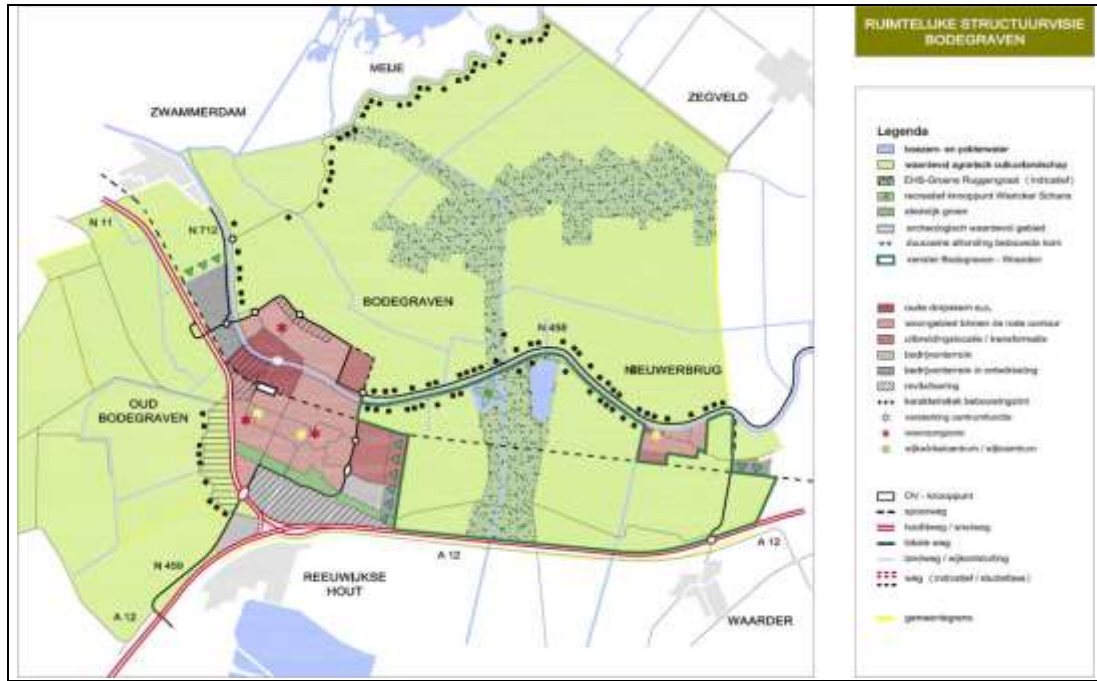 RUIMTELIJKE STRUCTUURVISIE
BODEGRAVEN
MEIJE
ZWAMMERDAM
ZEGVELD
N 11
N 712
BODEGRAVEN
N 458
NIEUWERBRUG
OUD
BODEGRAVEN
A 12
A 12
N 459
REEUWIJKSE
HOUT
A 12
WAARDER
Legenda
boezem- en polderwater
waardevol agrarisch cultuurlandschap
EHS-Groene Ruggengraat (indicatief)
recreatief knooppunt Wierickse Schans
stedelijk groen
archeologisch waardevol gebied
duurzame afronding bebouwde kom
venster Bodegraven - Woerden
oude dorpskern e.o.
woongebied binnen de rode contour
uitbreidingslocatie / transformatie
bedrijventerrein
bedrijventerrein in ontwikkeling
revitalisering
karakteristiek bebouwingslint
versterking centrumfunctie
woonzorgzone
wijkwinkelcentrum / wijkcentrum
OV - knooppunt
spoorweg
hoofdweg / snelweg
lokale weg
landweg / wijkontsluiting
weg (indicatief / studiefase)
gemeentegrens